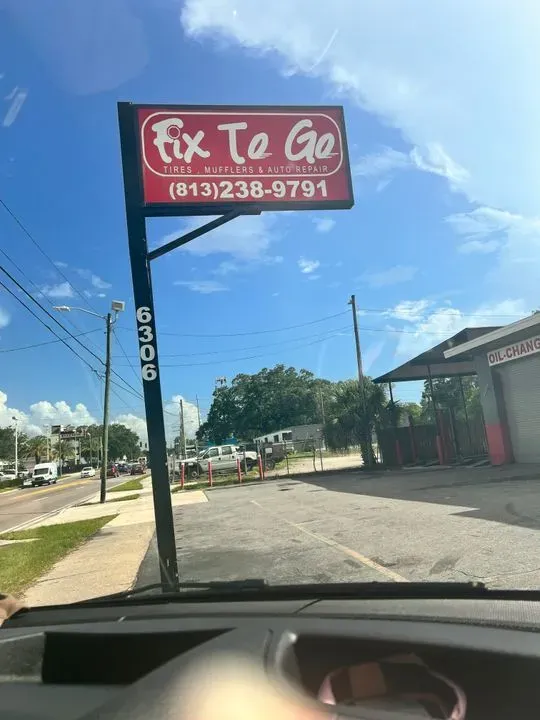 Fix To Go
TIRES , MUFFLERS & AUTO REPAIR
(813)238-9791
6306
OIL-CHANG